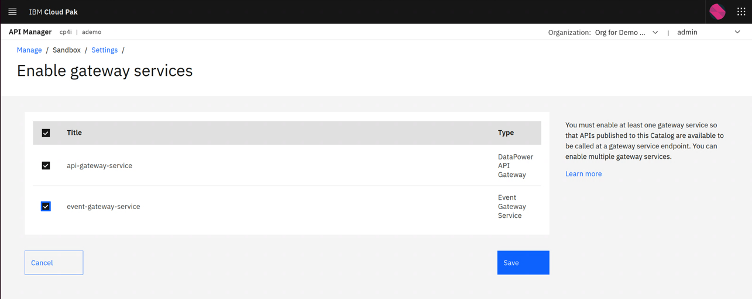 IBM Cloud Pak
API Manager cp4i | ademo Organization: Org for Demo ... | admin
Manage / Sandbox / Settings /
Enable gateway services
Title Type
api-gateway-service DataPower
API
Gateway
event-gateway-service Event
Gateway
Service
You must enable at least one gateway service so
that APIs published to this Catalog are available to
be called at a gateway service endpoint. You can
enable multiple gateway services.
Learn more
Cancel Save